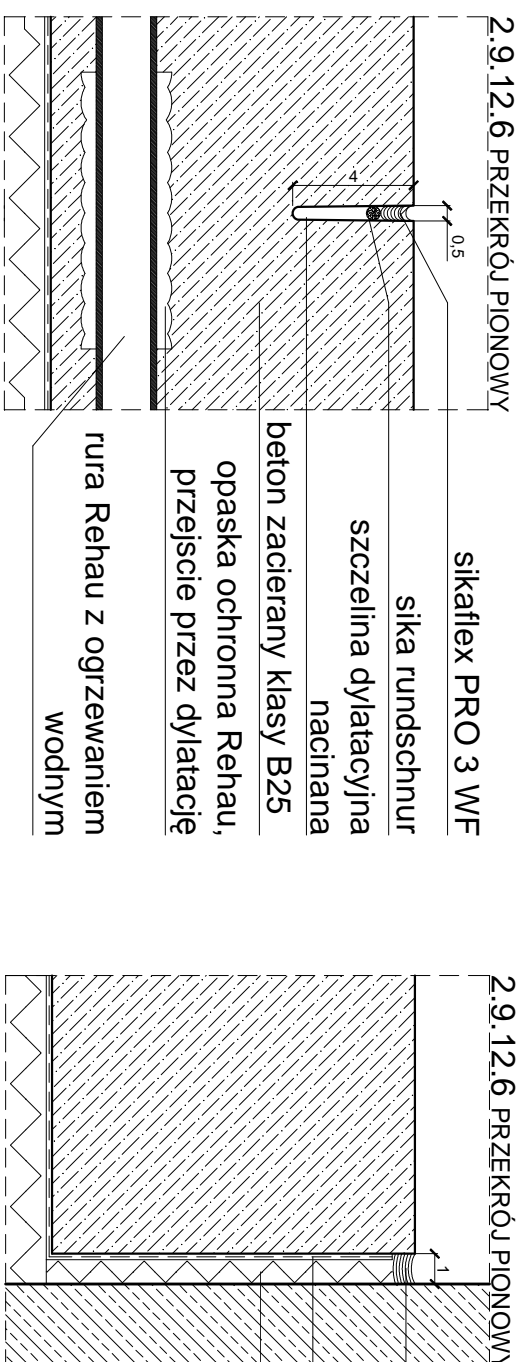 2.9.12.6 PRZEKRÓJ PIONOWY
4
0,5
sikaflex PRO 3 WF
sika rundschnur
szczelina dylatacyjna
nacinana
beton zacierany klasy B25
opaska ochronna Rehau,
przejscie przez dylatację
rura Rehau z ogrzewaniem
wodnym
2.9.12.6 PRZEKRÓJ PIONOWY
1